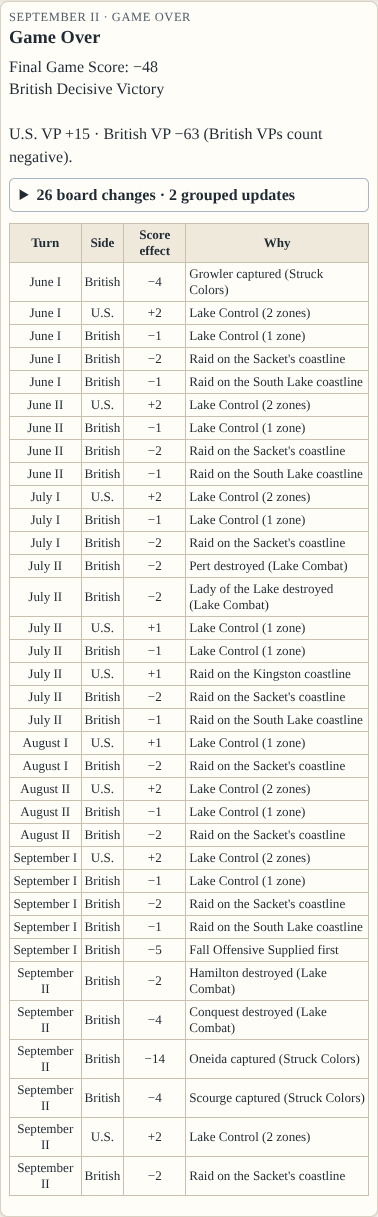 SEPTEMBER II · GAME OVER
Game Over
Final Game Score: −48
British Decisive Victory
U.S. VP +15 · British VP −63 (British VPs count
negative).
▶ 26 board changes · 2 grouped updates
Turn Side Score effect Why
June I British −4 Growler captured (Struck Colors)
June I U.S. +2 Lake Control (2 zones)
June I British −1 Lake Control (1 zone)
June I British −2 Raid on the Sacket's coastline
June I British −1 Raid on the South Lake coastline
June II U.S. +2 Lake Control (2 zones)
June II British −1 Lake Control (1 zone)
June II British −2 Raid on the Sacket's coastline
June II British −1 Raid on the South Lake coastline
July I U.S. +2 Lake Control (2 zones)
July I British −1 Lake Control (1 zone)
July I British −2 Raid on the Sacket's coastline
July II British −2 Pert destroyed (Lake Combat)
July II British −2 Lady of the Lake destroyed (Lake Combat)
July II U.S. +1 Lake Control (1 zone)
July II British −1 Lake Control (1 zone)
July II U.S. +1 Raid on the Kingston coastline
July II British −2 Raid on the Sacket's coastline
July II British −1 Raid on the South Lake coastline
August I U.S. +1 Lake Control (1 zone)
August I British −2 Raid on the Sacket's coastline
August II U.S. +2 Lake Control (2 zones)
August II British −1 Lake Control (1 zone)
August II British −2 Raid on the Sacket's coastline
September I U.S. +2 Lake Control (2 zones)
September I British −1 Lake Control (1 zone)
September I British −2 Raid on the Sacket's coastline
September I British −1 Raid on the South Lake coastline
September I British −5 Fall Offensive Supplied first
September II British −2 Hamilton destroyed (Lake Combat)
September II British −4 Conquest destroyed (Lake Combat)
September II British −14 Oneida captured (Struck Colors)
September II British −4 Scourge captured (Struck Colors)
September II U.S. +2 Lake Control (2 zones)
September II British −2 Raid on the Sacket's coastline